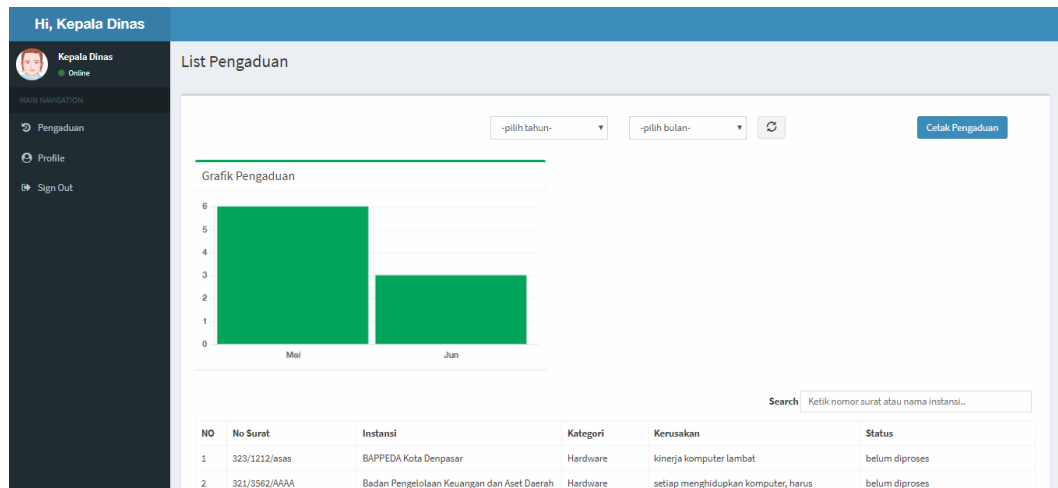 Hi, Kepala Dinas
Kepala Dinas
Online
MAIN NAVIGATION
Pengaduan
Profile
Sign Out
List Pengaduan
-pilih tahun- -pilih bulan- Cetak Pengaduan
Grafik Pengaduan
6
5
4
3
2
1
0
Mei Jun
Search Ketik nomor surat atau nama instansi..
NO No Surat Instansi Kategori Kerusakan Status
1 323/1212/asas BAPPEDA Kota Denpasar Hardware kinerja komputer lambat belum diproses
2 321/3562/AAAA Badan Pengelolaan Keuangan dan Aset Daerah Hardware setiap menghidupkan komputer, harus belum diproses